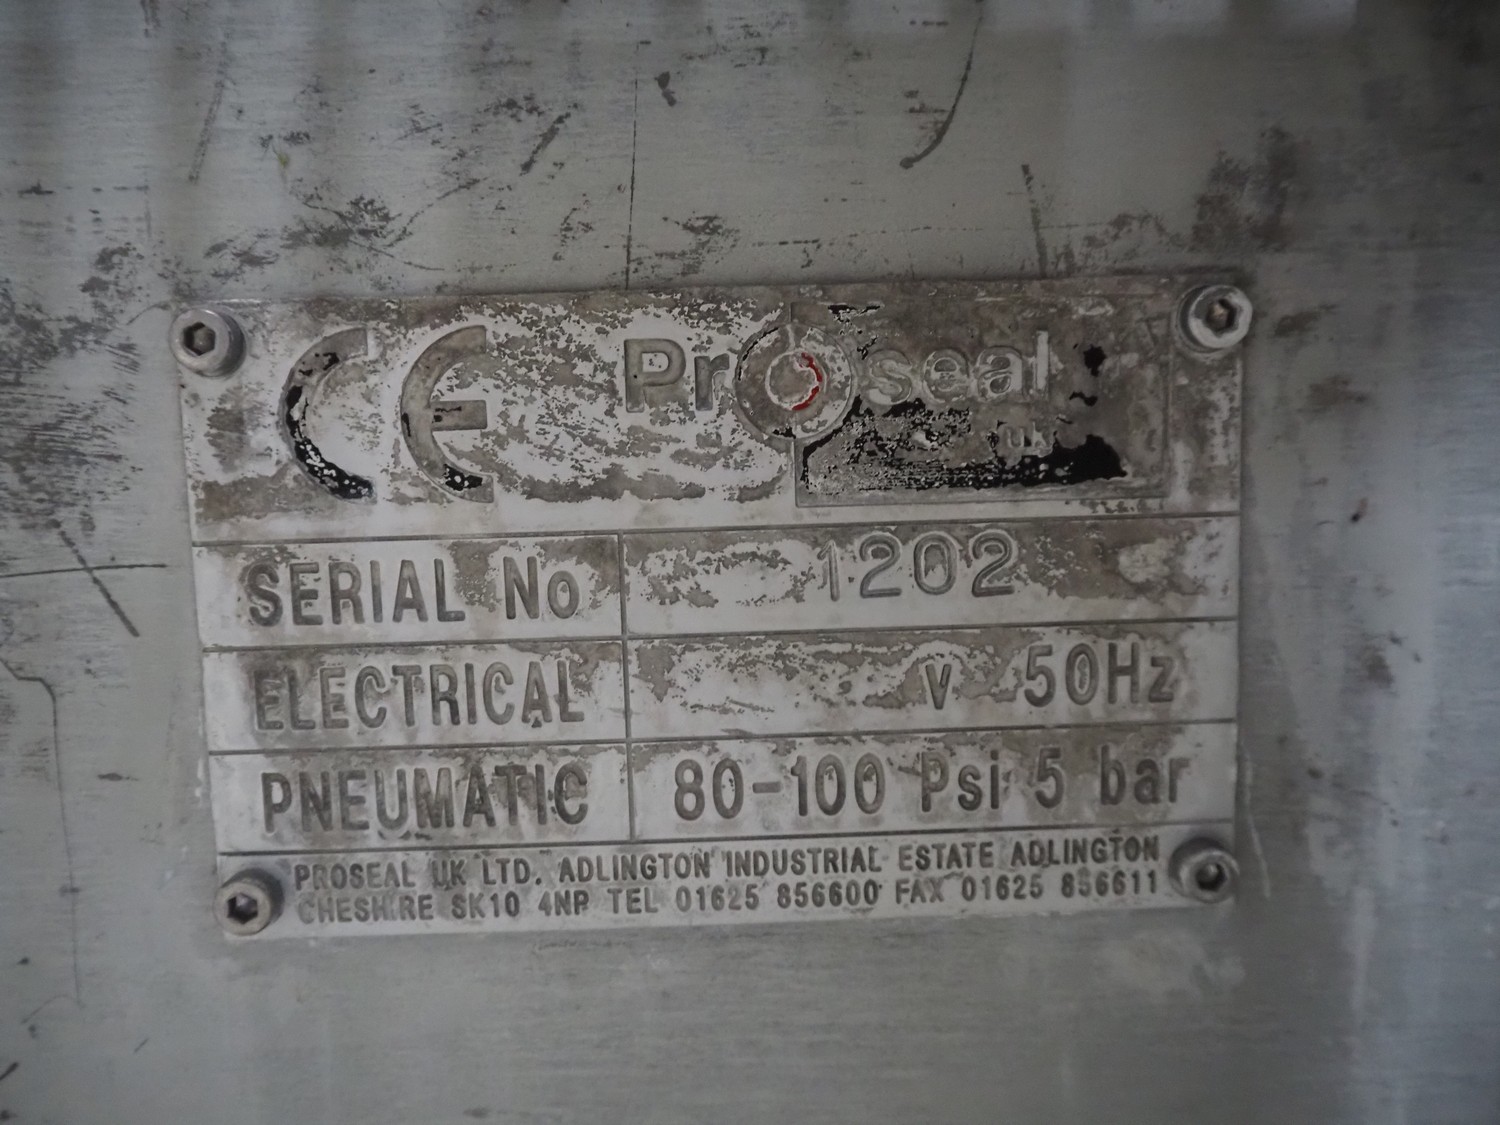 CE Proseal
uk
SERIAL No 1202
ELECTRICAL V 50Hz
PNEUMATIC 80-100 Psi 5 bar
PROSEAL UK LTD. ADLINGTON INDUSTRIAL ESTATE ADLINGTON
CHESHIRE SK10 4NP TEL 01625 856600 FAX 01625 856611